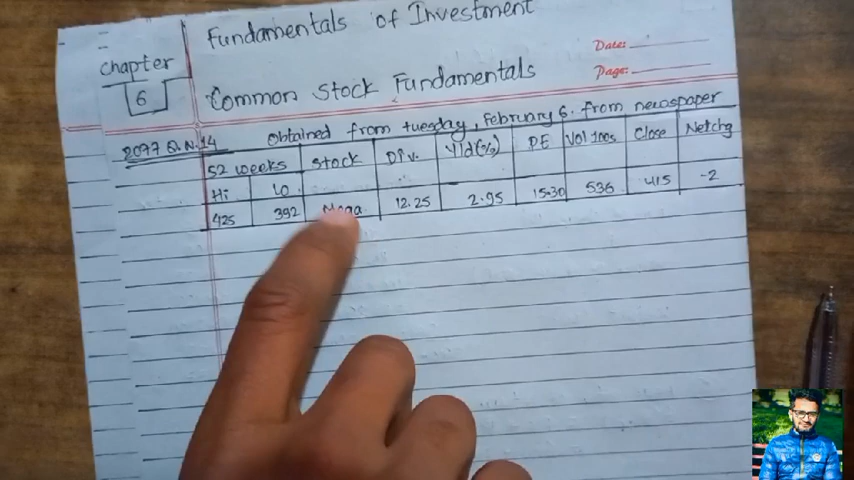 Fundamentals of Investment
chapter
6
Date:
Page:
Common Stock Fundamentals
2077 Q.N.14
Obtained from tuesday, February 6. from newspaper
52 weeks Stock Div. Yld(%) PE Vol 100s Close Netchg
Hi Lo
425 392 Mega 12.25 2.95 15.30 536 415 -2